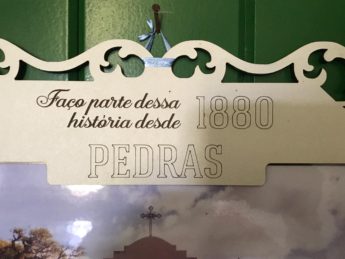 Faço parte dessa
história desde 1880
PEDRAS